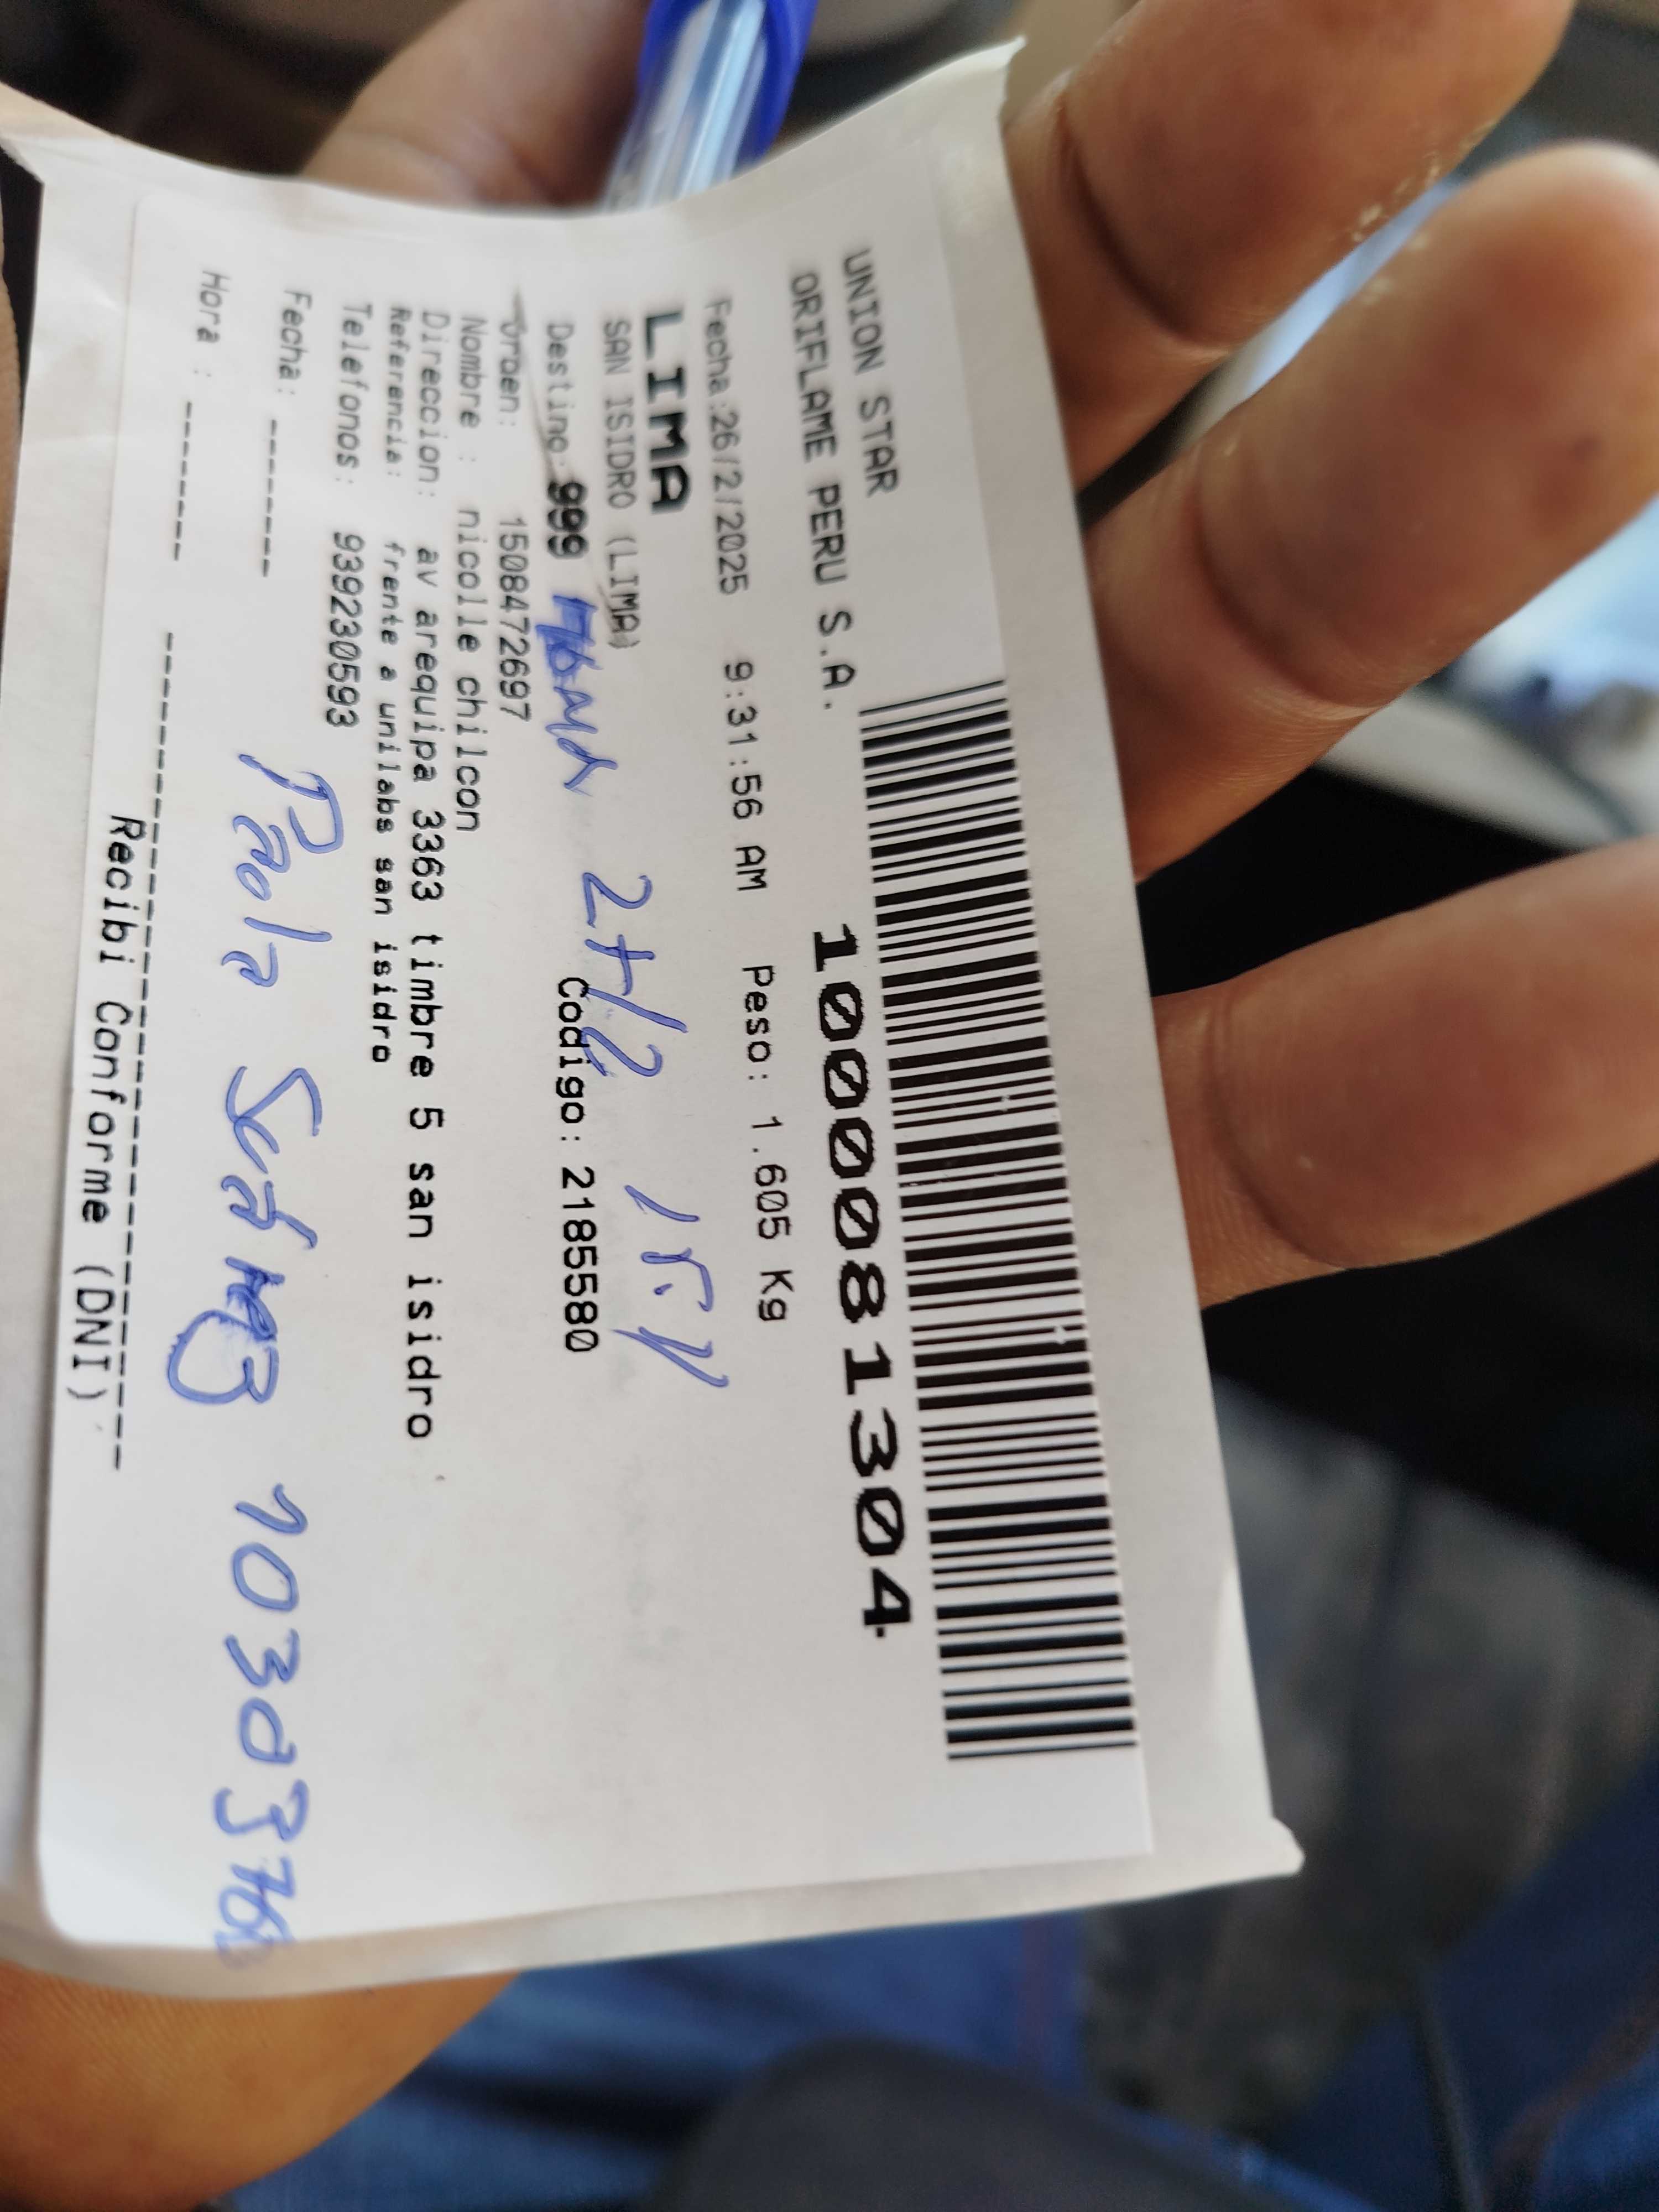 UNION STAR
ORIFLAME PERU S.A.
1000081304
Fecha:26/2/2025 9:31:56 AM Peso: 1.605 Kg
LIMA
SAN ISIDRO (LIMA)
Destino:999 Codigo: 2185580
Orden: 1508472697
Nombre : nicolle chilcon
Direccion: av arequipa 3363 timbre 5 san isidro
Referencia: frente a unilabs san isidro
Telefonos: 939230593
Fecha: ------
Paola
Hora : -------
Recibi Conforme (DNI)